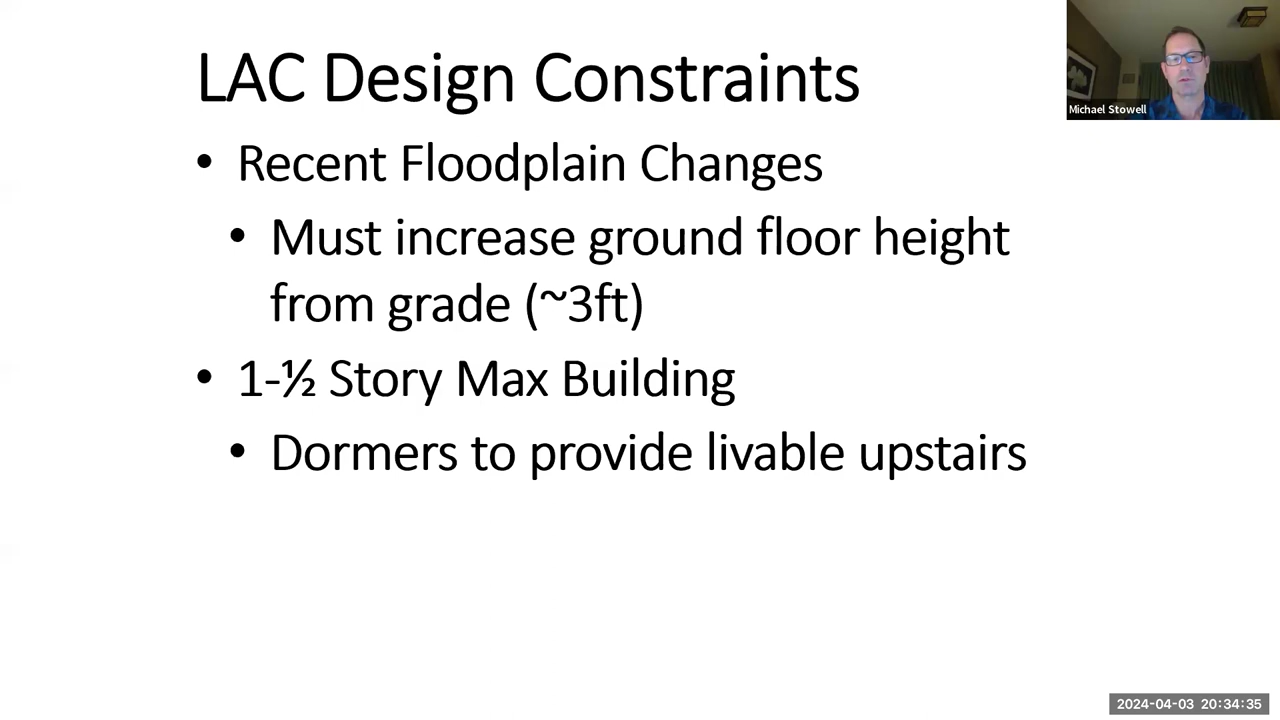 LAC Design Constraints
• Recent Floodplain Changes
• Must increase ground floor height
from grade (~3ft)
• 1-½ Story Max Building
• Dormers to provide livable upstairs
Michael Stowell
2024-04-03 20:34:35